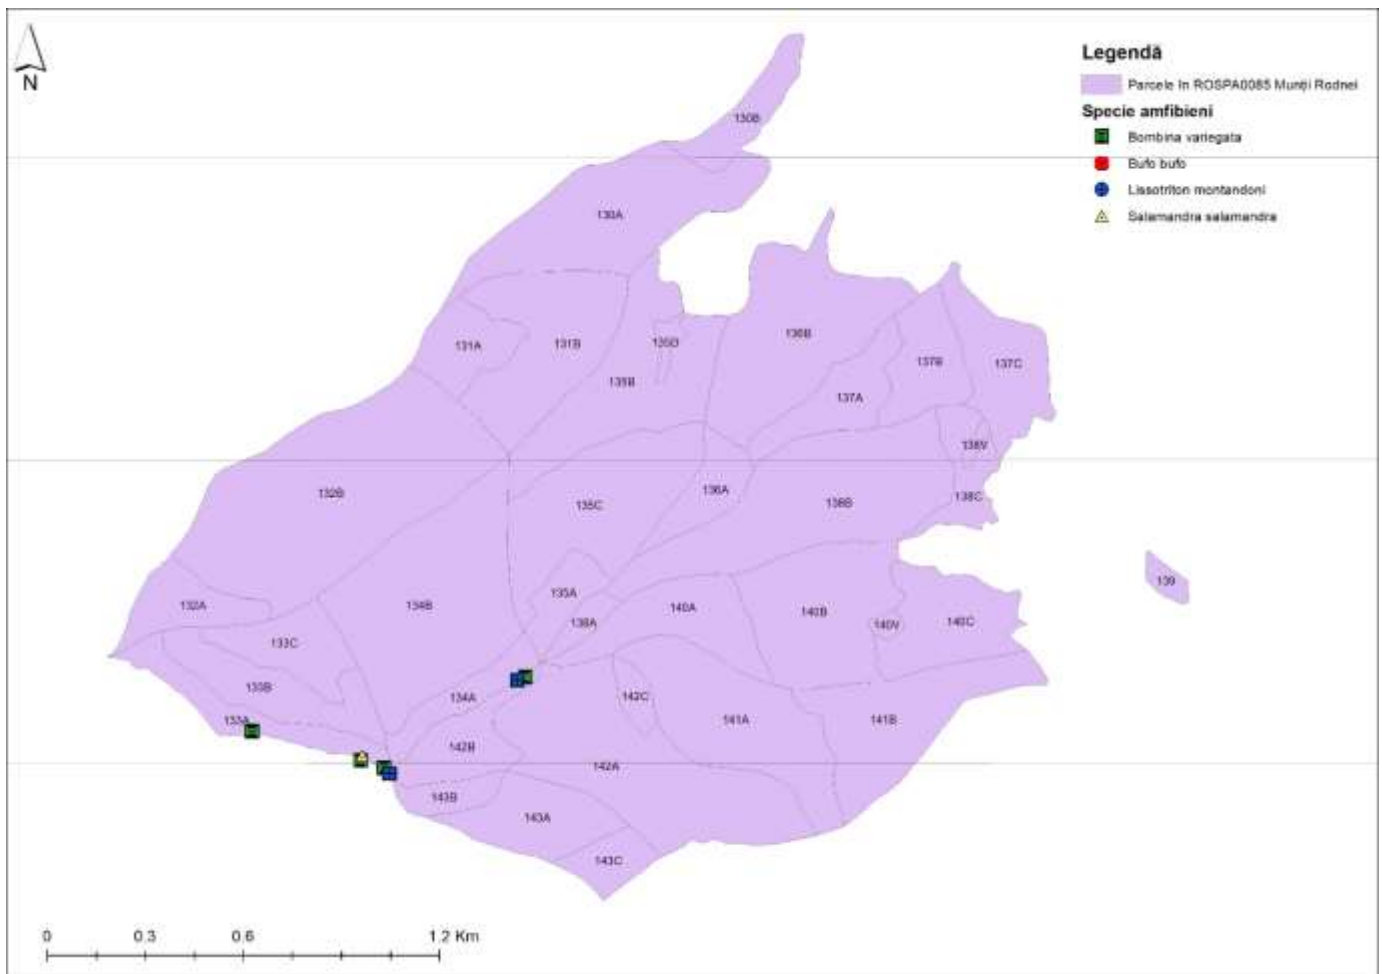 N
Legendă
Parcele în ROSPA0085 Munții Rodnei
Specie amfibieni
Bombina variegata
Bufo bufo
Lissotriton montandoni
Salamandra salamandra
130B
130A
131A
131B
135D
135B
136B
137B
137C
137A
138V
132B
135C
136A
138B
138C
139
132A
134B
135A
138A
140A
140B
140V
140C
133C
133B
134A
142C
133A
141A
141B
142B
142A
143B
143A
143C
0 0.3 0.6 1.2 Km